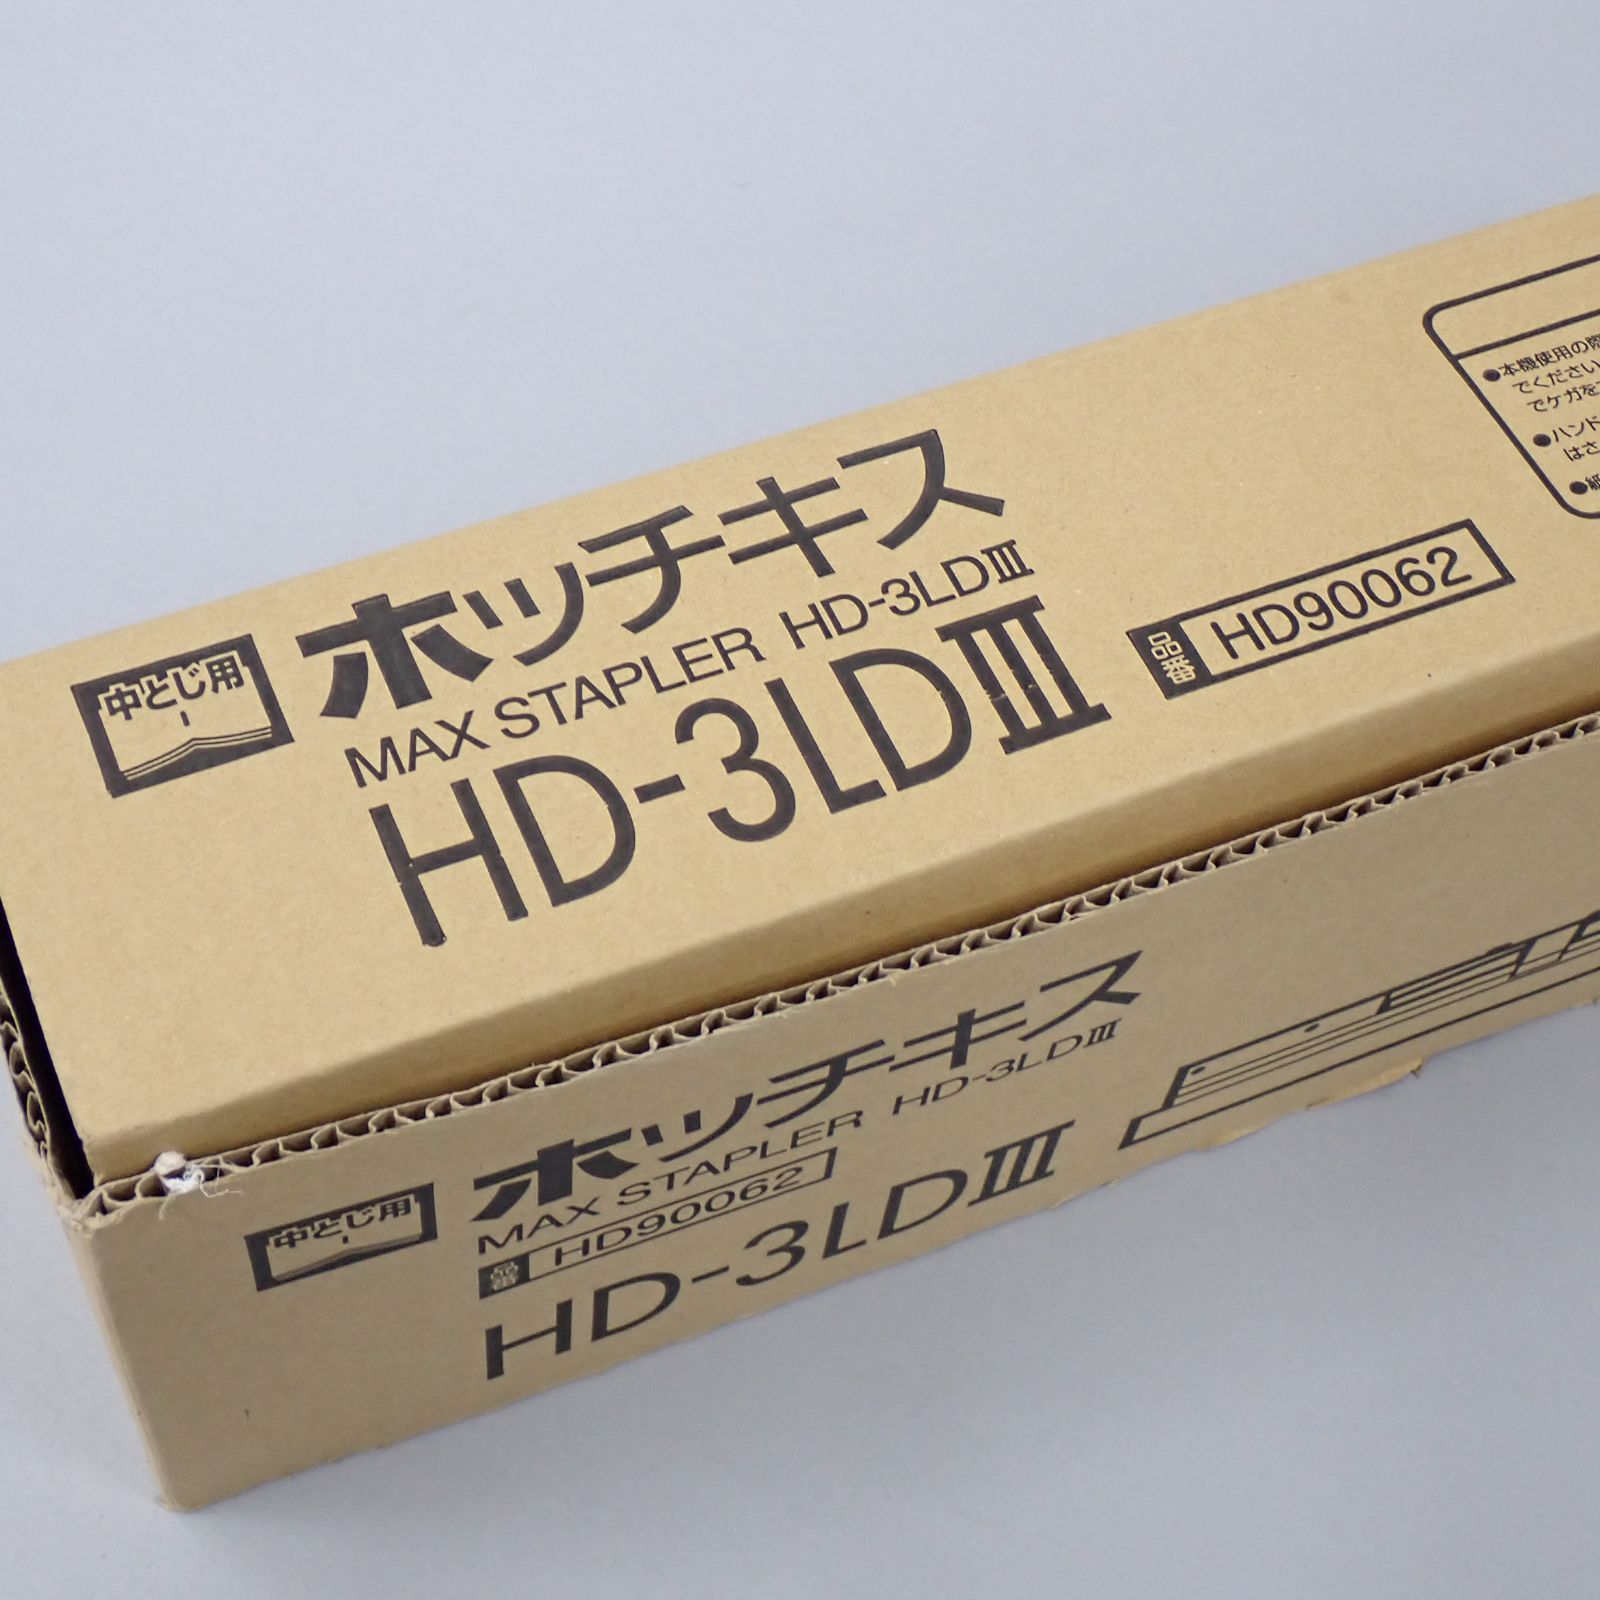 中とじ用
ホッチキス
MAX STAPLER HD-3LDⅢ
HD-3LDⅢ
品番 HD90062
●本機使用の際
でください
でケガを
●ハンド
はさ
●紙
中とじ用
ホッチキス
MAX STAPLER HD-3LDⅢ
品番 HD90062
HD-3LDⅢ